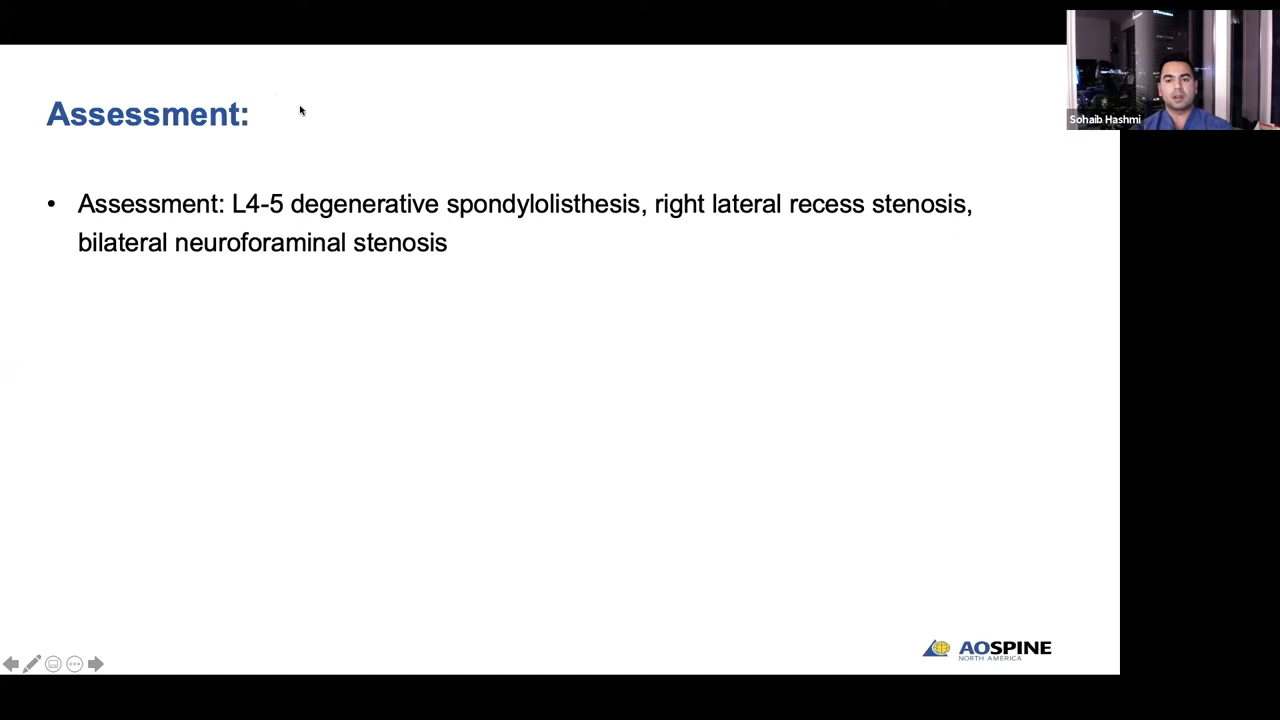 Assessment:
• Assessment: L4-5 degenerative spondylolisthesis, right lateral recess stenosis,
bilateral neuroforaminal stenosis
Sohaib Hashmi
AOSPINE
NORTH AMERICA